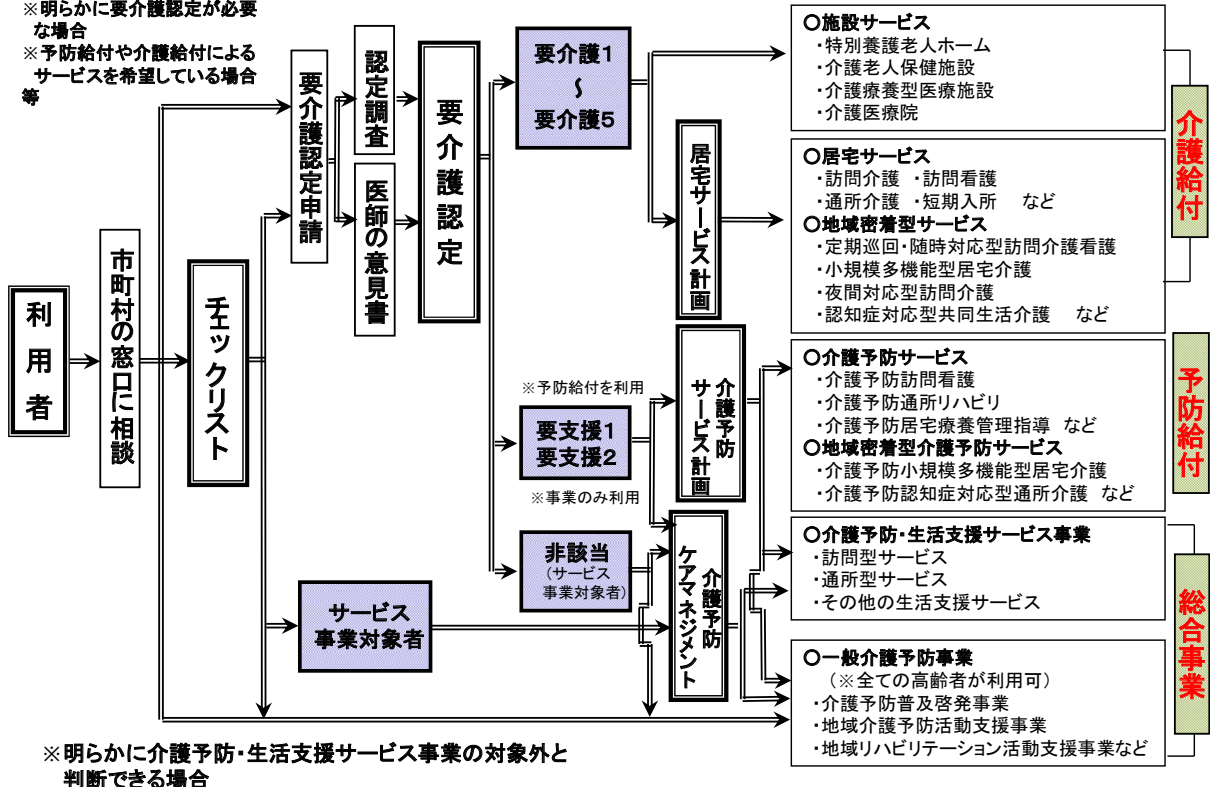 ※明らかに要介護認定が必要
な場合
※予防給付や介護給付による
サービスを希望している場合
等
利用者
市町村の窓口に相談
チェックリスト
要介護認定申請
認定調査
医師の意見書
要介護認定
要介護1
~
要介護5
居宅サービス計画
※予防給付を利用
要支援1
要支援2
※事業のみ利用
介護予防
サービス計画
非該当
(サービス
事業対象者)
サービス
事業対象者
介護予防
ケアマネジメント
○施設サービス
・特別養護老人ホーム
・介護老人保健施設
・介護療養型医療施設
・介護医療院
○居宅サービス
・訪問介護 ・訪問看護
・通所介護 ・短期入所 など
○地域密着型サービス
・定期巡回・随時対応型訪問介護看護
・小規模多機能型居宅介護
・夜間対応型訪問介護
・認知症対応型共同生活介護 など
介護給付
○介護予防サービス
・介護予防訪問看護
・介護予防通所リハビリ
・介護予防居宅療養管理指導 など
○地域密着型介護予防サービス
・介護予防小規模多機能型居宅介護
・介護予防認知症対応型通所介護 など
予防給付
○介護予防・生活支援サービス事業
・訪問型サービス
・通所型サービス
・その他の生活支援サービス
○一般介護予防事業
(※全ての高齢者が利用可)
・介護予防普及啓発事業
・地域介護予防活動支援事業
・地域リハビリテーション活動支援事業など
総合事業
※明らかに介護予防・生活支援サービス事業の対象外と
判断できる場合